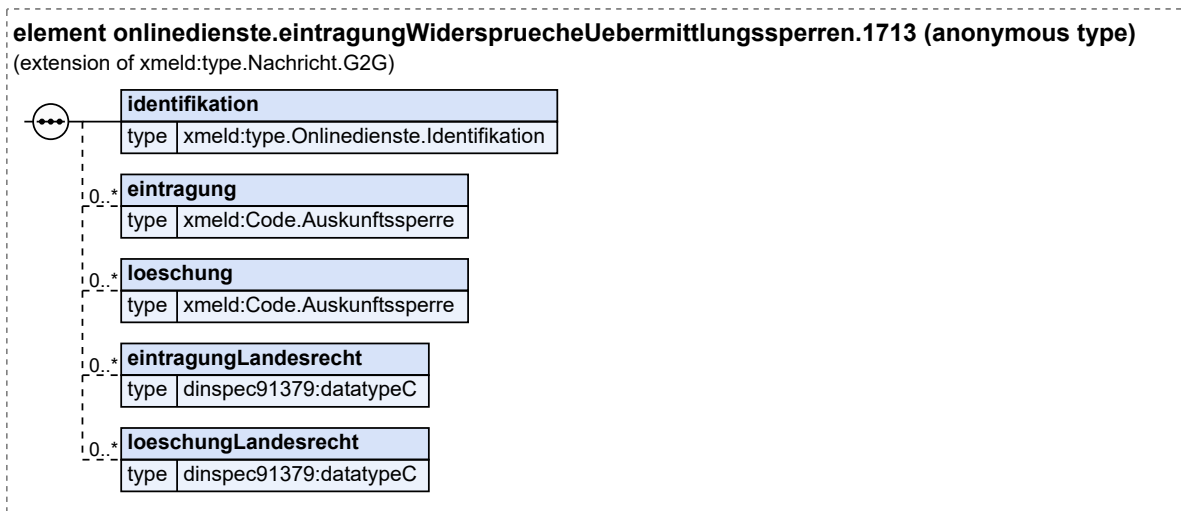 element onlinedienste.eintragungWiderspruecheUebermittlungssperren.1713 (anonymous type)
(extension of xmeld:type.Nachricht.G2G)
identifikation
type xmeld:type.Onlinedienste.Identifikation
0..* eintragung
type xmeld:Code.Auskunftssperre
0..* loeschung
type xmeld:Code.Auskunftssperre
0..* eintragungLandesrecht
type dinspec91379:datatypeC
0..* loeschungLandesrecht
type dinspec91379:datatypeC